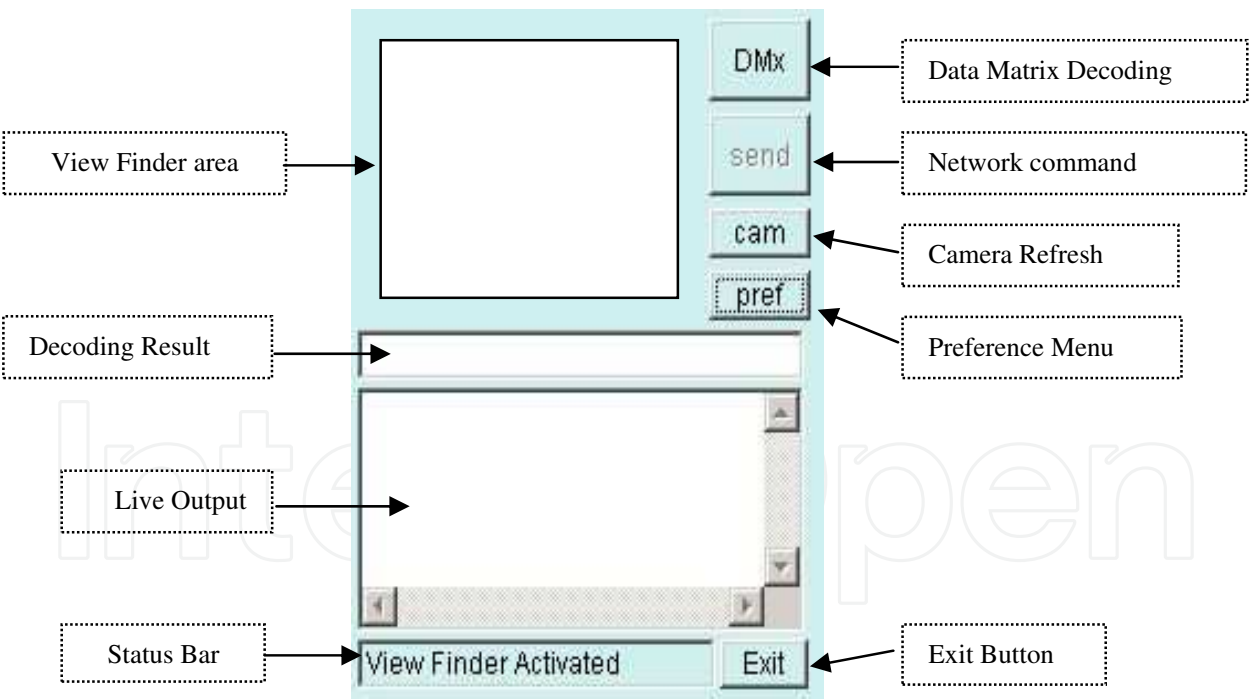 DMx
Data Matrix Decoding
View Finder area
send
Network command
cam
Camera Refresh
pref
Decoding Result
Preference Menu
Live Output
IntechOpen
Status Bar
View Finder Activated
Exit
Exit Button